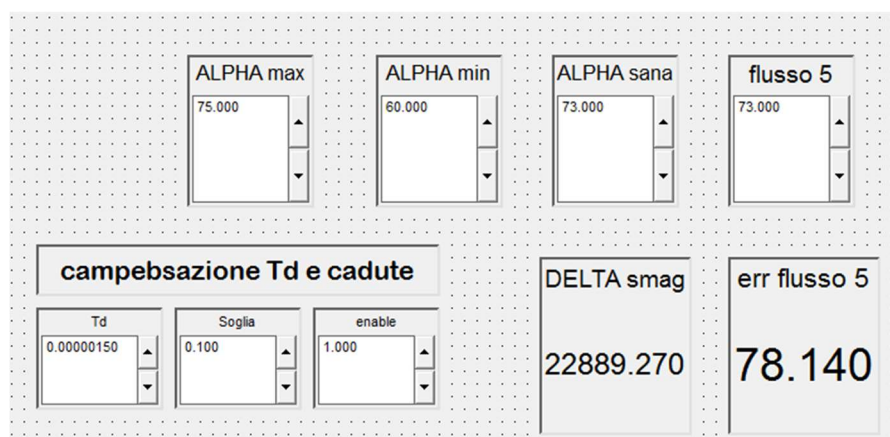 ALPHA max
75.000
ALPHA min
60.000
ALPHA sana
73.000
flusso 5
73.000
campebsazione Td e cadute
Td
0.00000150
Soglia
0.100
enable
1.000
DELTA smag
22889.270
err flusso 5
78.140